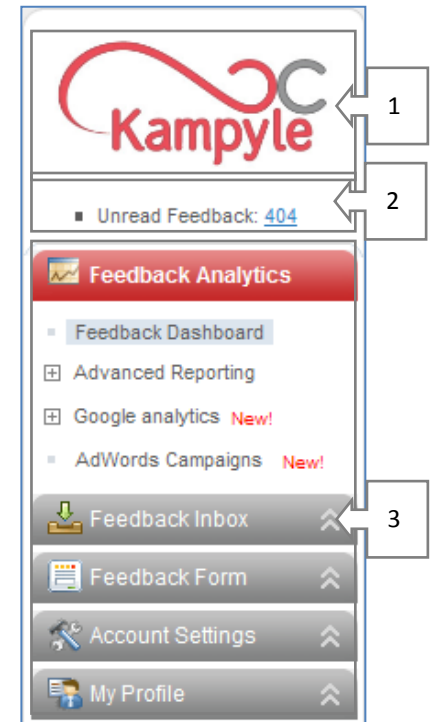 Kampyle
1
2
Unread Feedback: 404
Feedback Analytics
Feedback Dashboard
Advanced Reporting
Google analytics New!
AdWords Campaigns New!
Feedback Inbox
3
Feedback Form
Account Settings
My Profile